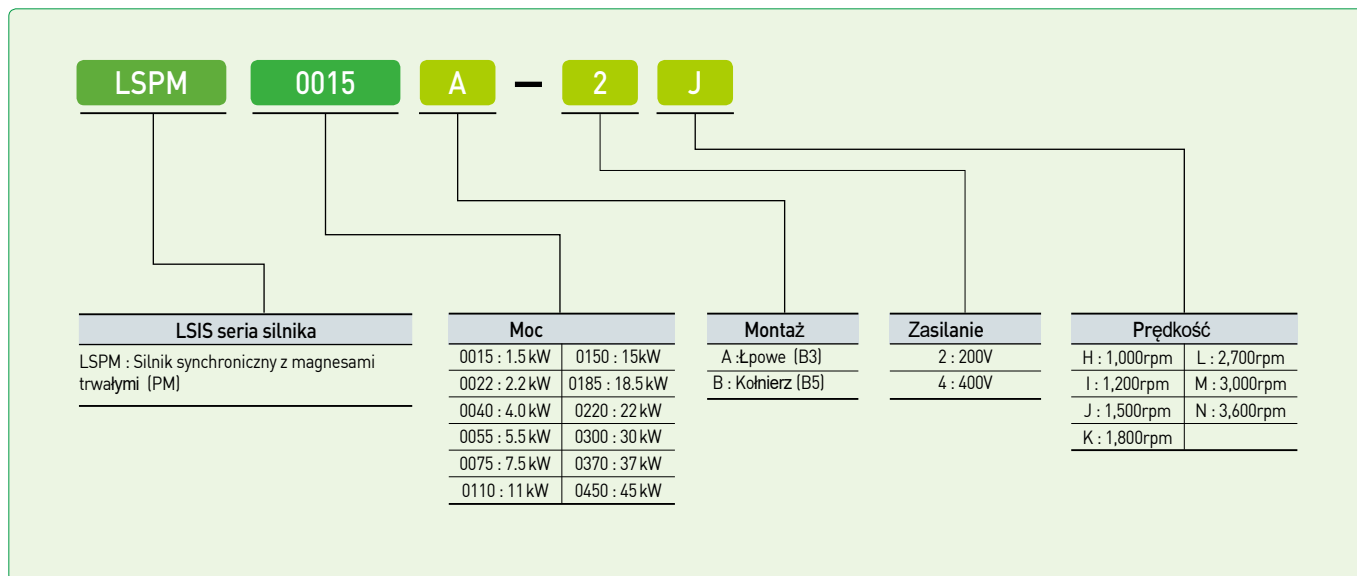 LSPM 0015 A – 2 J
LSIS seria silnika
LSPM : Silnik synchroniczny z magnesami
trwałymi (PM)
Moc
0015 : 1.5 kW 0150 : 15kW
0022 : 2.2 kW 0185 : 18.5 kW
0040 : 4.0 kW 0220 : 22 kW
0055 : 5.5 kW 0300 : 30 kW
0075 : 7.5 kW 0370 : 37 kW
0110 : 11 kW 0450 : 45 kW
Montaż
A :Łpowe (B3)
B : Kołnierz (B5)
Zasilanie
2 : 200V
4 : 400V
Prędkość
H : 1,000rpm L : 2,700rpm
I : 1,200rpm M : 3,000rpm
J : 1,500rpm N : 3,600rpm
K : 1,800rpm